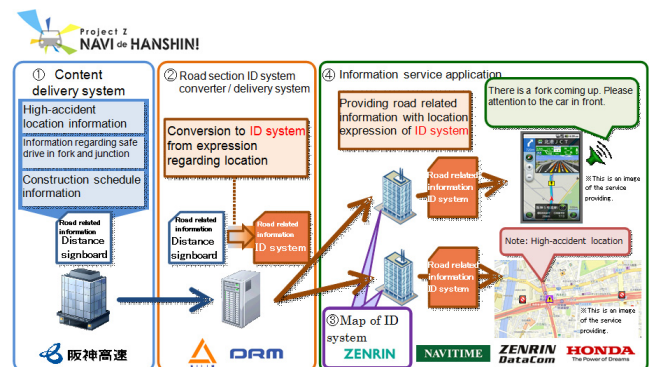 Project Z
NAVI de HANSHIN!
① Content
delivery system
High-accident
location information
Information regarding safe
drive in fork and junction
Construction schedule
information
Road related
information
Distance
signboard
阪神高速
② Road section ID system
converter / delivery system
Conversion to ID system
from expression
regarding location
Road related
information
Distance
signboard
Road related
information
ID system
DRM
④ Information service application
Providing road related
information with location
expression of ID system
Road related
information
ID system
Road related
information
ID system
③Map of ID
system
ZENRIN
There is a fork coming up. Please
attention to the car in front.
※This is an image
of the service
providing.
Note: High-accident location
※This is an image
of the service
providing.
NAVITIME
ZENRIN
DataCom
HONDA
The Power of Dreams